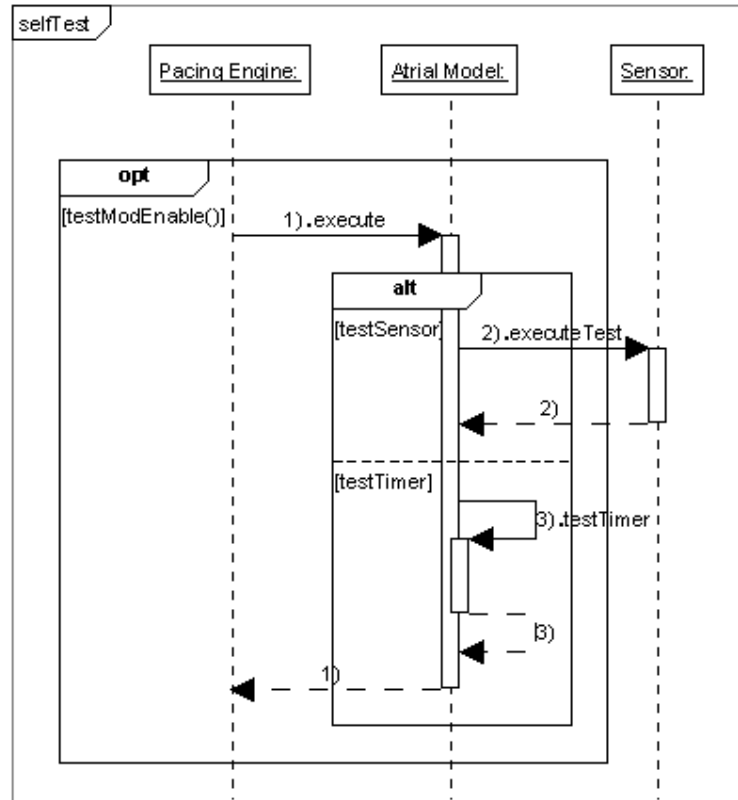 selfTest
Pacing Engine:
Atrial Model:
Sensor:
opt
[testModEnable()]
1).execute
alt
[testSensor]
2).executeTest
2)
[testTimer]
3).testTimer
3)
1)